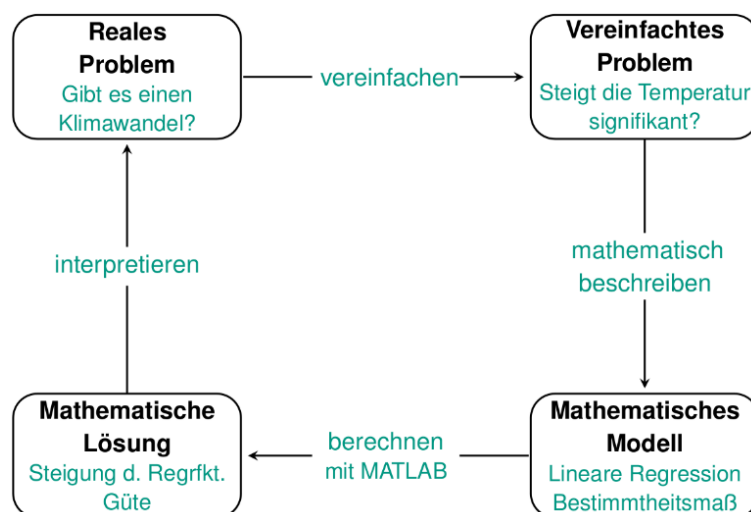 Reales
Problem
Gibt es einen
Klimawandel?
vereinfachen
Vereinfachtes
Problem
Steigt die Temperatur
signifikant?
mathematisch
beschreiben
Mathematisches
Modell
Lineare Regression
Bestimmtheitsmaß
berechnen
mit MATLAB
Mathematische
Lösung
Steigung d. Regrfkt.
Güte
interpretieren